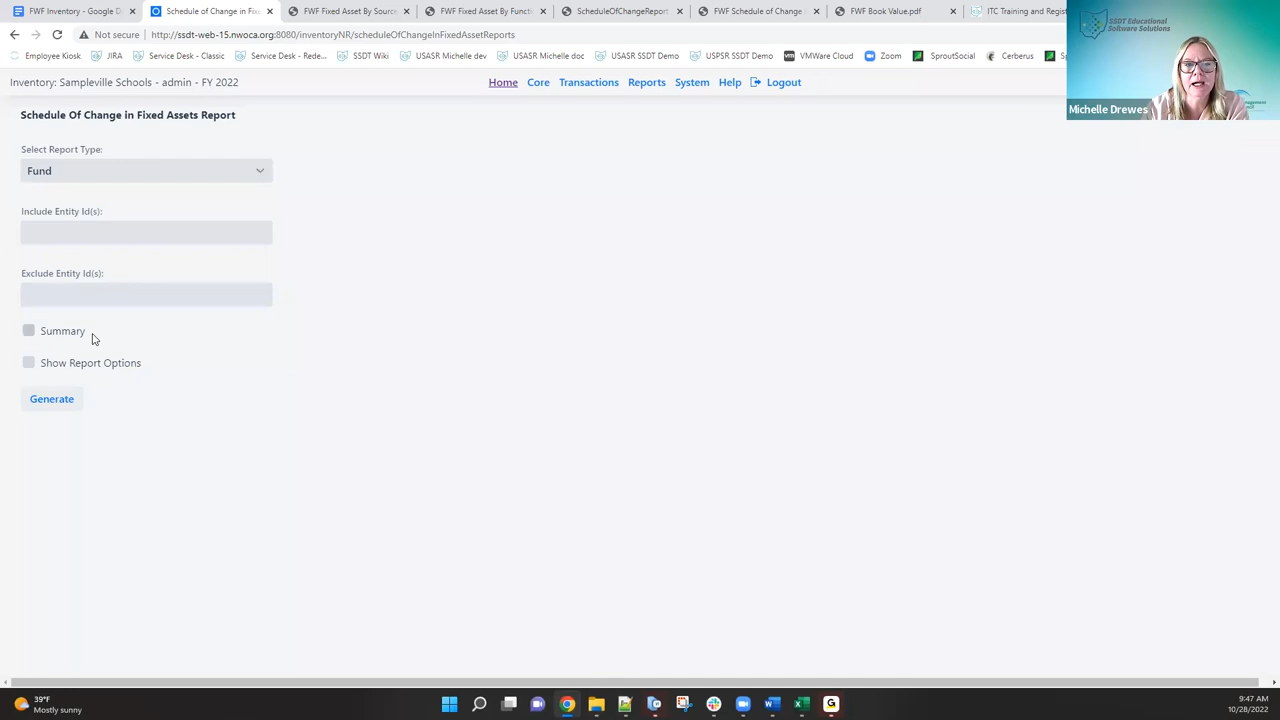 FWF Inventory - Google D
Schedule of Change in Fix
FWF Fixed Asset By Sourc
FWF Fixed Asset By Functi
ScheduleOfChangeReport
FWF Schedule of Change
FWF Book Value.pdf
ITC Training and Regist
Not secure
http://ssdt-web-15.nwoca.org:8080/inventoryNR/scheduleOfChangeInFixedAssetReports
Employee Kiosk
JIRA
Service Desk - Classic
Service Desk - Rede...
SSDT Wiki
USASR Michelle dev
USASR Michelle doc
USASR SSDT Demo
USPSR SSDT Demo
VMWare Cloud
Zoom
SproutSocial
Cerberus
Inventory: Sampleville Schools - admin - FY 2022
Home
Core
Transactions
Reports
System
Help
Logout
SSDT Educational
Software Solutions
Michelle Drewes
Schedule Of Change in Fixed Assets Report
Select Report Type:
Fund
Include Entity Id(s):
Exclude Entity Id(s):
Summary
Show Report Options
Generate
39°F
Mostly sunny
9:47 AM
10/28/2022